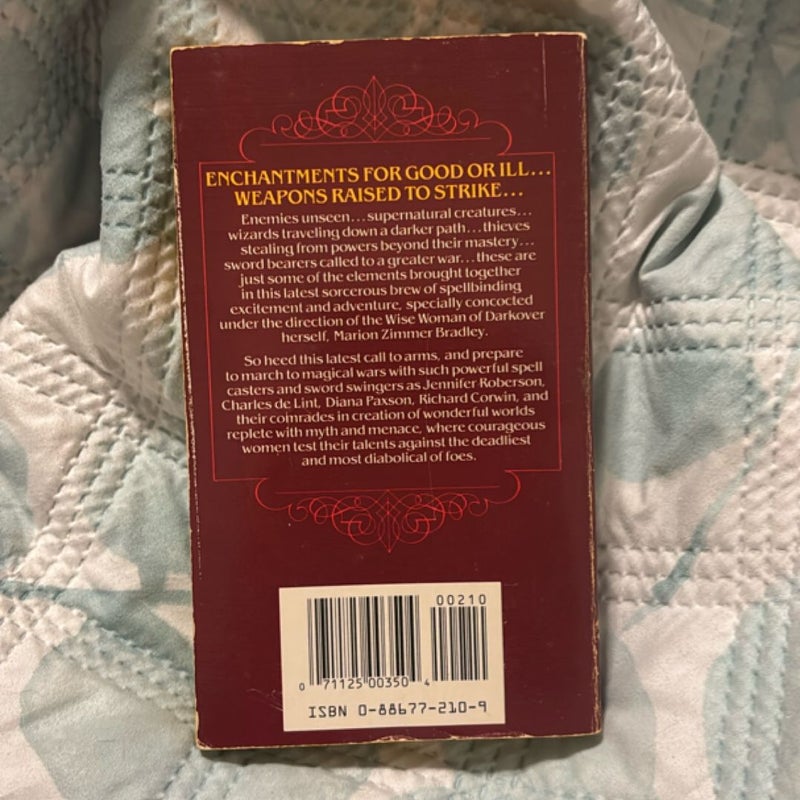 ENCHANTMENTS FOR GOOD OR ILL...
WEAPONS RAISED TO STRIKE...
Enemies unseen...supernatural creatures...
wizards traveling down a darker path...thieves
stealing from powers beyond their mastery...
sword bearers called to a greater war...these are
just some of the elements brought together
in this latest sorcerous brew of spellbinding
excitement and adventure, specially concocted
under the direction of the Wise Woman of Darkover
herself, Marion Zimmer Bradley.
So heed this latest call to arms, and prepare
to march to magical wars with such powerful spell
casters and sword swingers as Jennifer Roberson,
Charles de Lint, Diana Paxson, Richard Corwin, and
their comrades in creation of wonderful worlds
replete with myth and menace, where courageous
women test their talents against the deadliest
and most diabolical of foes.
00210
0 71125 00350 4
ISBN 0-88677-210-9